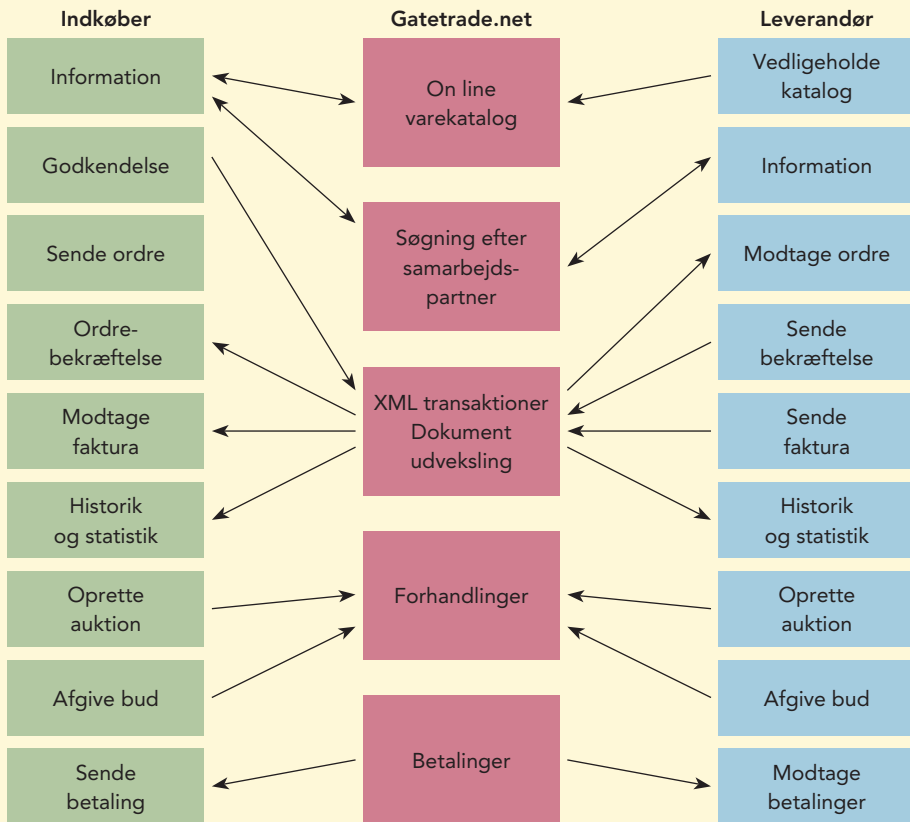 Indkøber
Information
Godkendelse
Sende ordre
Ordre-
bekræftelse
Modtage
faktura
Historik
og statistik
Oprette
auktion
Afgive bud
Sende
betaling
Gatetrade.net
On line
varekatalog
Søgning efter
samarbejds-
partner
XML transaktioner
Dokument
udveksling
Forhandlinger
Betalinger
Leverandør
Vedligeholde
katalog
Information
Modtage ordre
Sende
bekræftelse
Sende
faktura
Historik
og statistik
Oprette
auktion
Afgive bud
Modtage
betalinger